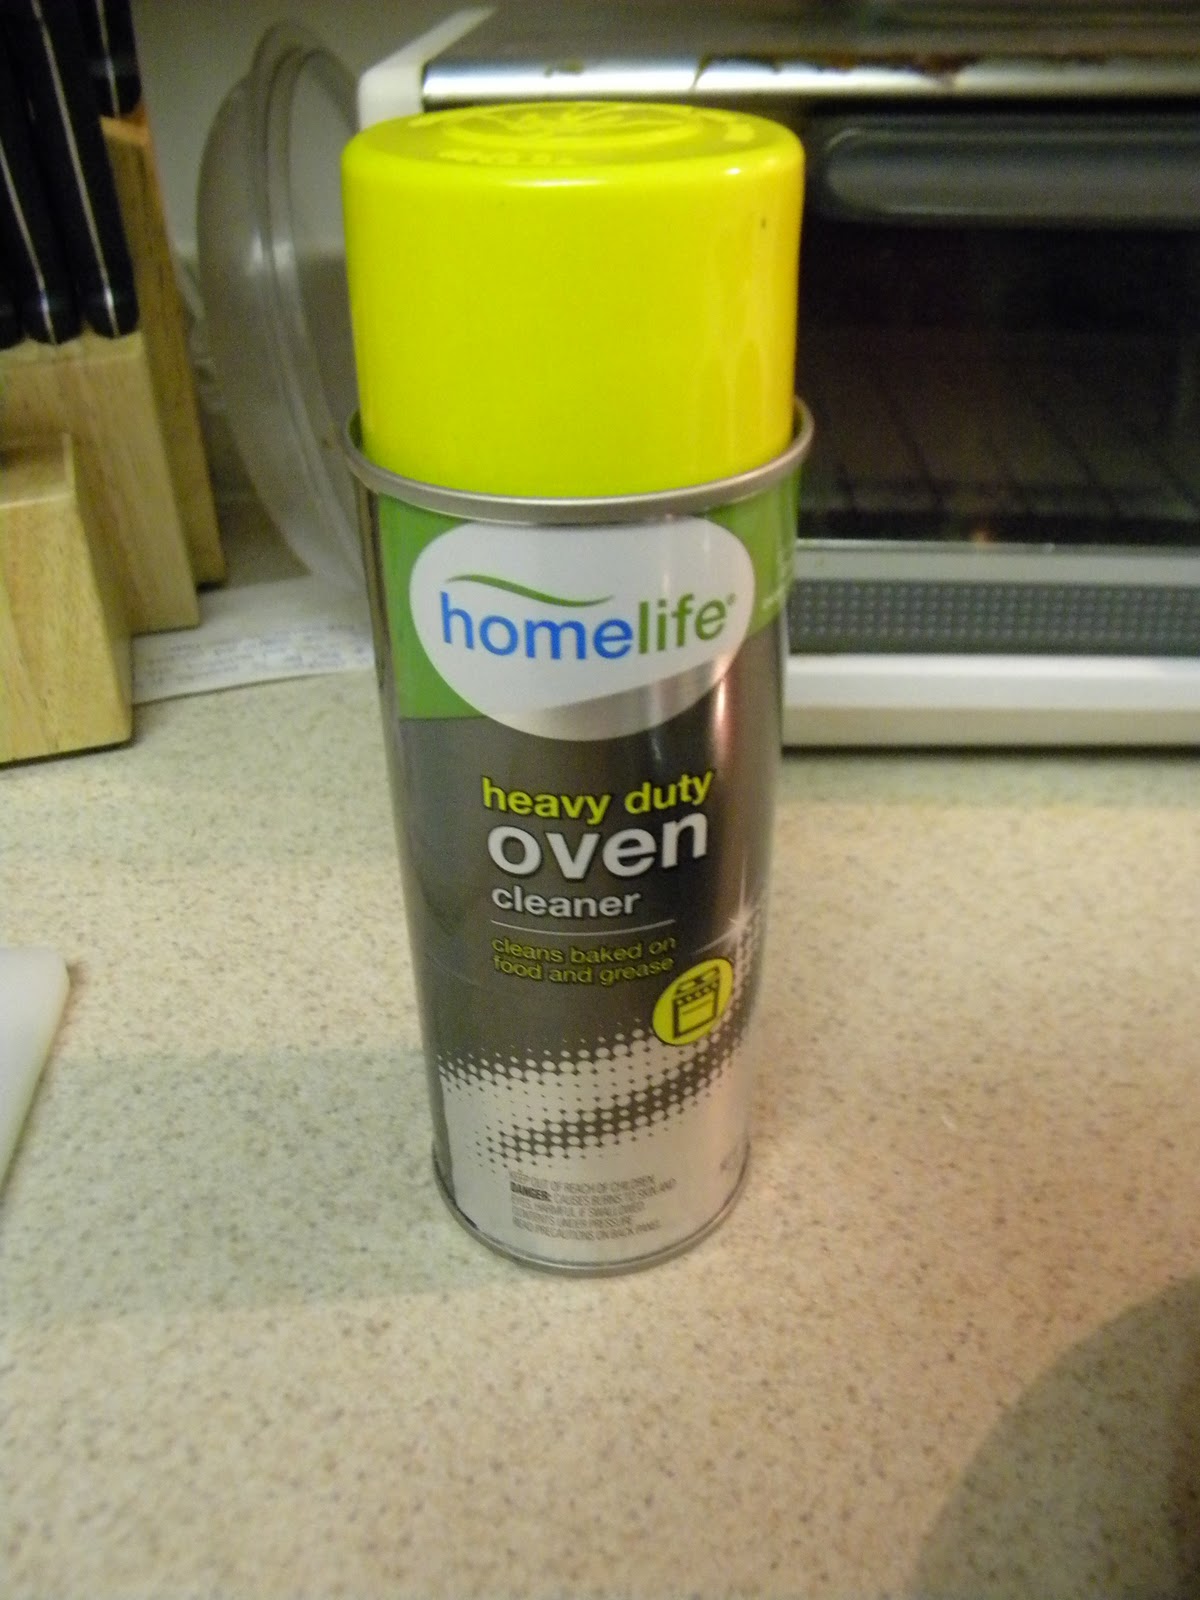 homelife®
heavy duty
oven
cleaner
cleans baked on
food and grease
KEEP OUT OF REACH OF CHILDREN
DANGER: CAUSES BURNS TO SKIN AND
EYES. HARMFUL IF SWALLOWED.
CONTENTS UNDER PRESSURE.
READ PRECAUTIONS ON BACK PANEL.